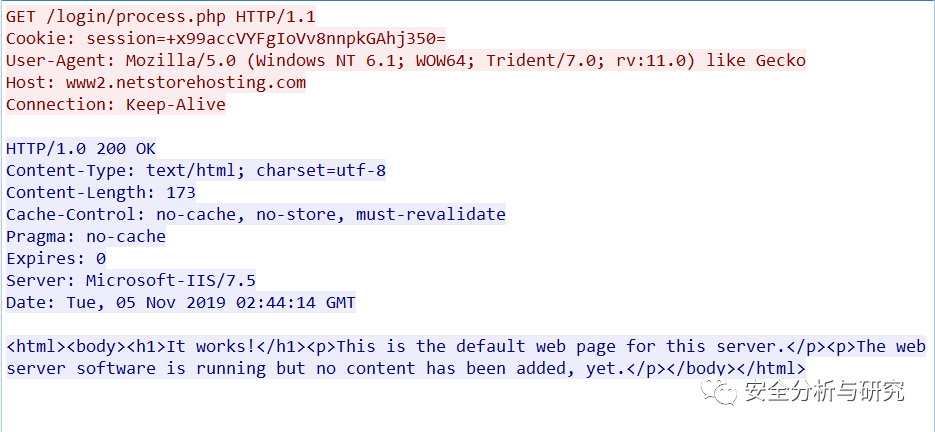 GET /login/process.php HTTP/1.1
Cookie: session=+x99accVYFgIoVv8nnpkGAhj350=
User-Agent: Mozilla/5.0 (Windows NT 6.1; WOW64; Trident/7.0; rv:11.0) like Gecko
Host: www2.netstorehosting.com
Connection: Keep-Alive
HTTP/1.0 200 OK
Content-Type: text/html; charset=utf-8
Content-Length: 173
Cache-Control: no-cache, no-store, must-revalidate
Pragma: no-cache
Expires: 0
Server: Microsoft-IIS/7.5
Date: Tue, 05 Nov 2019 02:44:14 GMT
<html><body><h1>It works!</h1><p>This is the default web page for this server.</p><p>The web
server software is running but no content has been added, yet.</p></body></html>
安全分析与研究